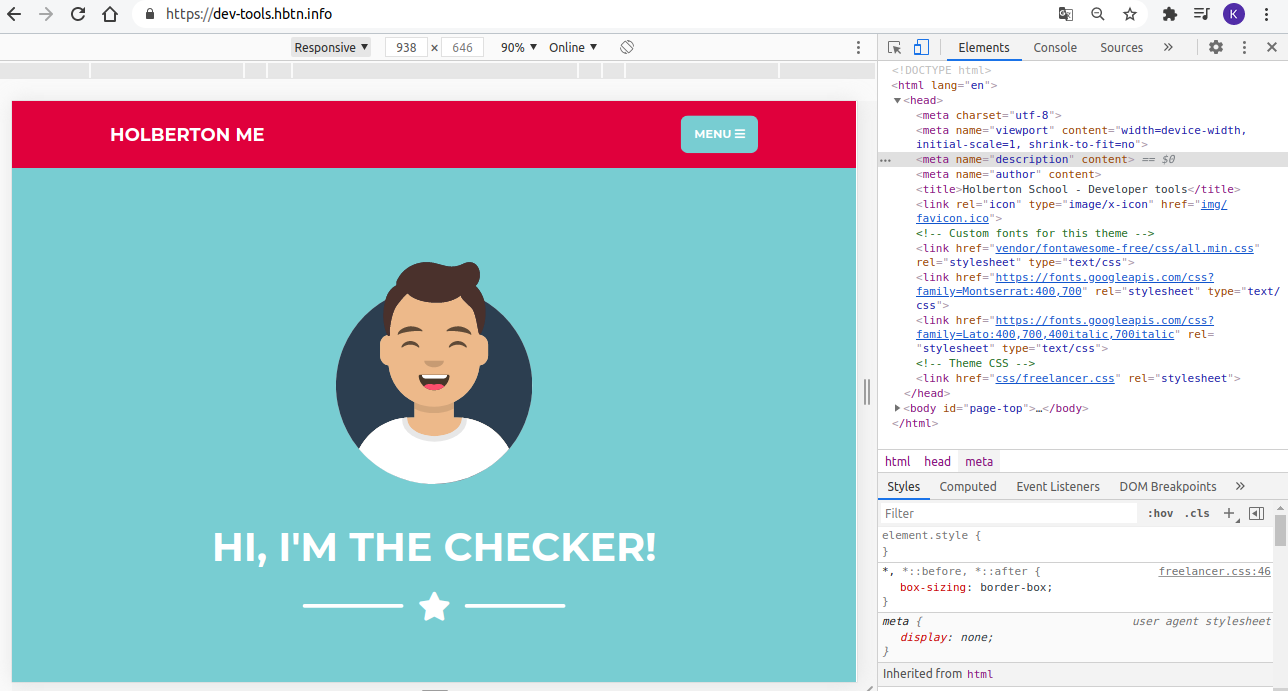 https://dev-tools.hbtn.info
K
Responsive ▼ 938 × 646 90% ▼ Online ▼
HOLBERTON ME
MENU ☰
HI, I'M THE CHECKER!
Elements Console Sources »
<!DOCTYPE html>
<html lang="en">
▼<head>
<meta charset="utf-8">
<meta name="viewport" content="width=device-width,
initial-scale=1, shrink-to-fit=no">
… <meta name="description" content> == $0
<meta name="author" content>
<title>Holberton School - Developer tools</title>
<link rel="icon" type="image/x-icon" href="img/
favicon.ico">
<!-- Custom fonts for this theme -->
<link href="vendor/fontawesome-free/css/all.min.css"
rel="stylesheet" type="text/css">
<link href="https://fonts.googleapis.com/css?
family=Montserrat:400,700" rel="stylesheet" type="text/
css">
<link href="https://fonts.googleapis.com/css?
family=Lato:400,700,400italic,700italic" rel=
"stylesheet" type="text/css">
<!-- Theme CSS -->
<link href="css/freelancer.css" rel="stylesheet">
</head>
▶<body id="page-top">…</body>
</html>
html head meta
Styles Computed Event Listeners DOM Breakpoints »
Filter :hov .cls +
element.style {
}
*, *::before, *::after { freelancer.css:46
box-sizing: border-box;
}
meta { user agent stylesheet
display: none;
}
Inherited from html